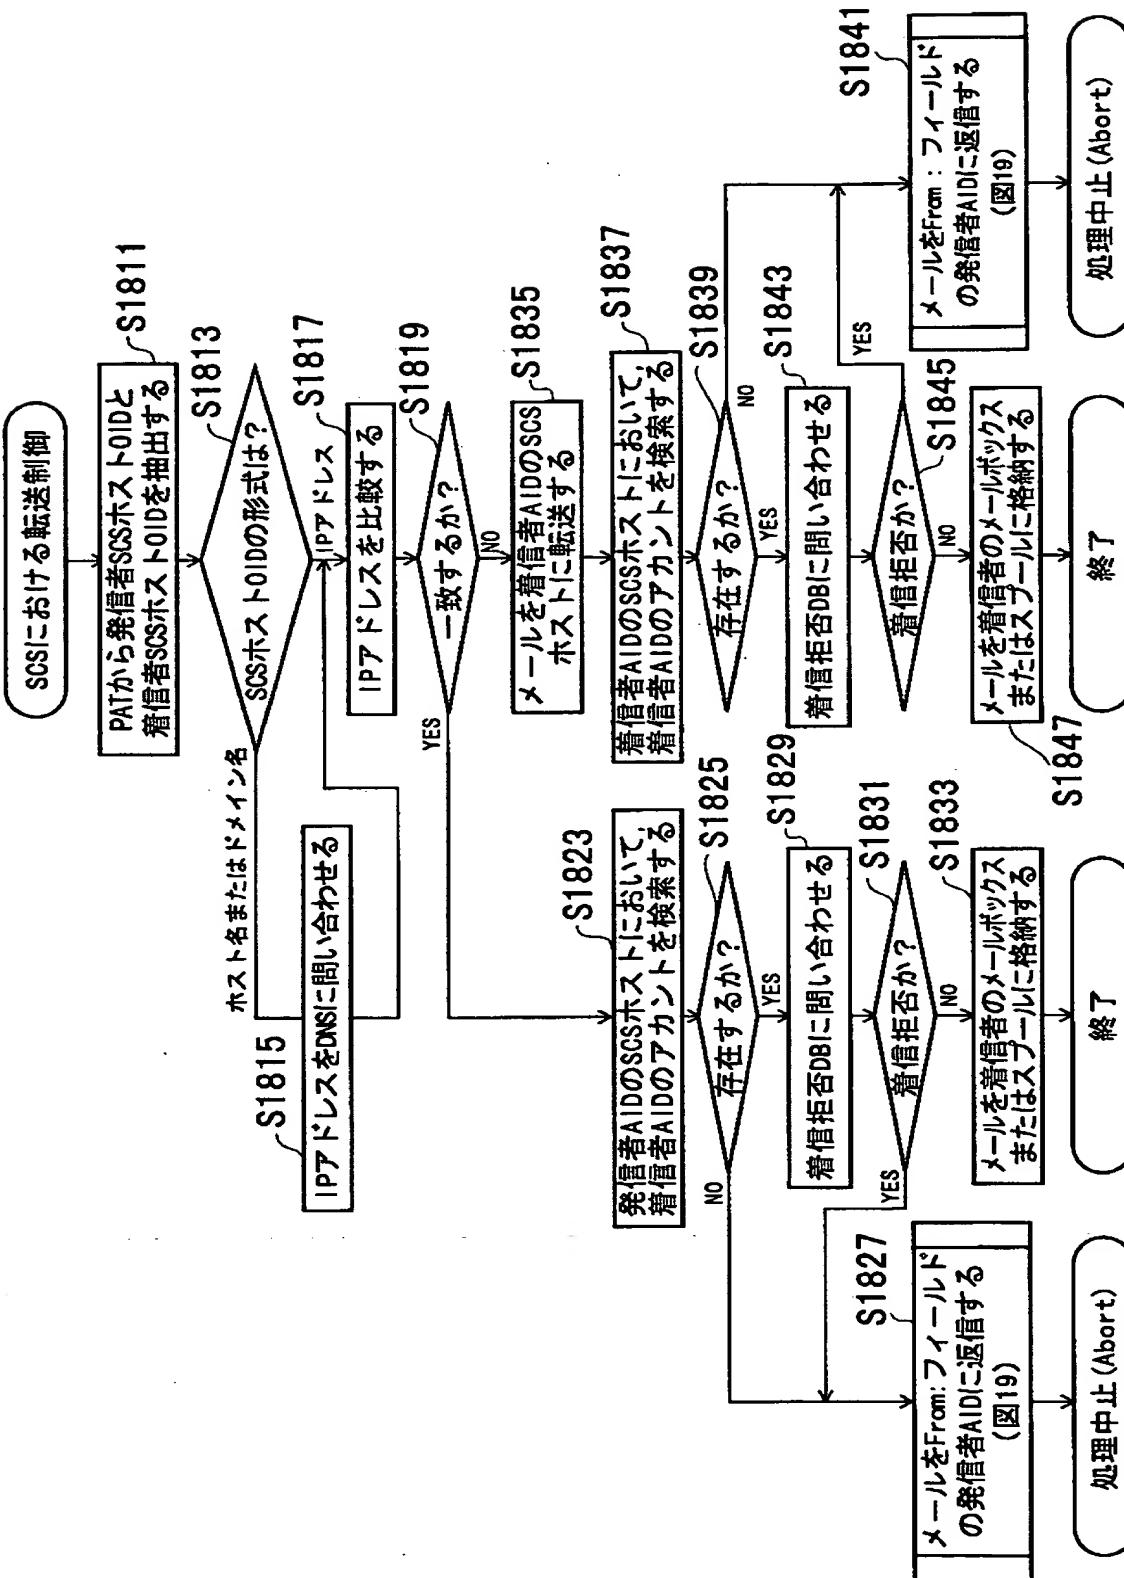 SCSにおける転送制御
PATから発信者SCSホストOIDと
着信者SCSホストOIDを抽出する
S1811
SCSホストOIDの形式は?
S1813
ホスト名またはドメイン名
IPアドレス
IPアドレスをDNSに問い合わせる
S1815
IPアドレスを比較する
S1817
一致するか?
S1819
YES
NO
発信者AIDのSCSホストにおいて,
着信者AIDのアカントを検索する
S1823
存在するか?
S1825
NO
YES
着信拒否DBに問い合わせる
S1829
着信拒否か?
S1831
YES
NO
メールを着信者のメールボックス
またはスプールに格納する
S1833
終了
メールをFrom:フィールド
の発信者AIDに返信する
(図19)
S1827
処理中止(Abort)
メールを着信者AIDのSCS
ホストに転送する
S1835
着信者AIDのSCSホストにおいて,
着信者AIDのアカントを検索する
S1837
存在するか?
S1839
NO
YES
着信拒否DBに問い合わせる
S1843
着信拒否か?
S1845
YES
NO
メールを着信者のメールボックス
またはスプールに格納する
S1847
終了
メールをFrom:フィールド
の発信者AIDに返信する
(図19)
S1841
処理中止(Abort)